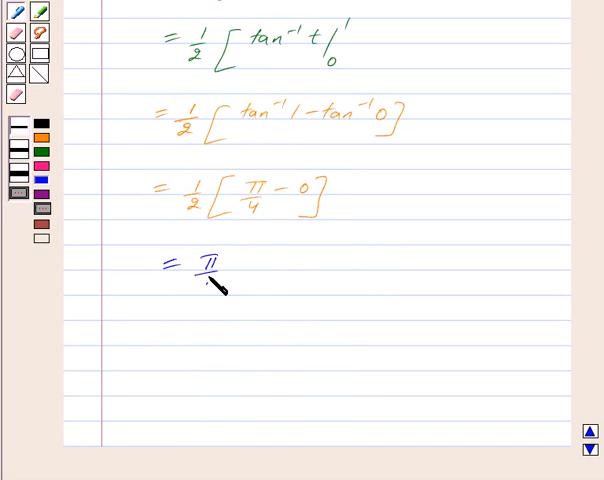 = 1/2 [ tan⁻¹ t /₀¹
= 1/2 [ tan⁻¹ 1 - tan⁻¹ 0 ]
= 1/2 [ π/4 - 0 ]
= π